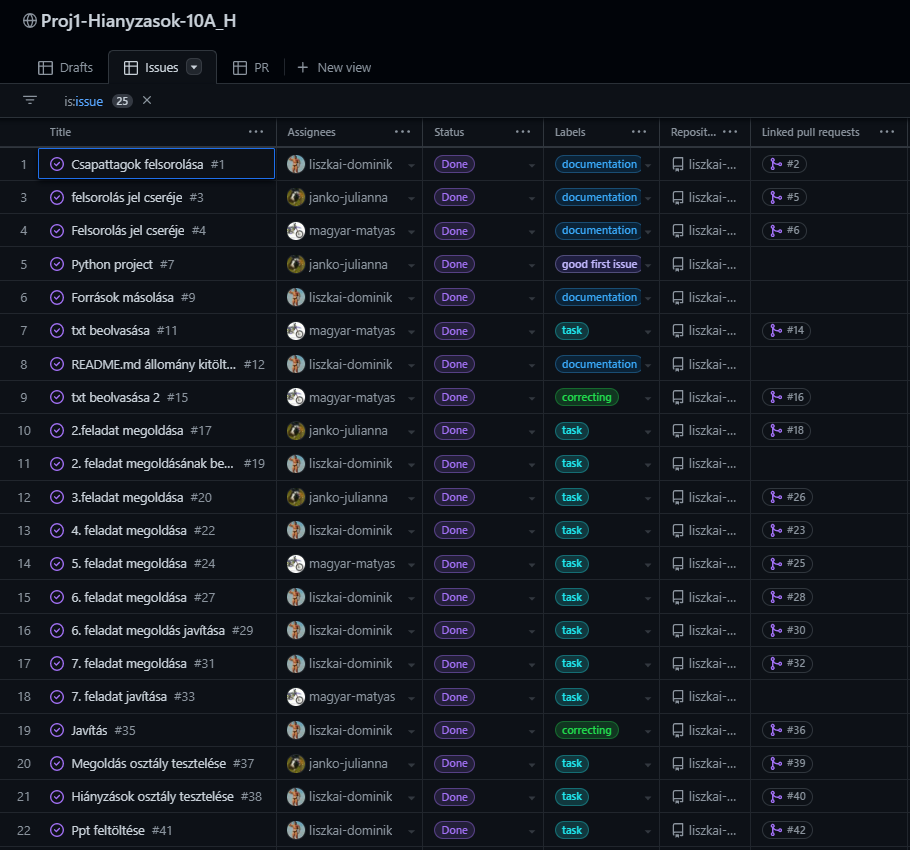 Proj1-Hianyzasok-10A_H
Drafts Issues PR New view
is:issue 25
Title Assignees Status Labels Reposit... Linked pull requests
1 Csapattagok felsorolása #1 liszkai-dominik Done documentation liszkai-... #2
3 felsorolás jel cseréje #3 janko-julianna Done documentation liszkai-... #5
4 Felsorolás jel cseréje #4 magyar-matyas Done documentation liszkai-... #6
5 Python project #7 janko-julianna Done good first issue liszkai-...
6 Források másolása #9 liszkai-dominik Done documentation liszkai-...
7 txt beolvasása #11 magyar-matyas Done task liszkai-... #14
8 README.md állomány kitölt... #12 liszkai-dominik Done documentation liszkai-...
9 txt beolvasása 2 #15 magyar-matyas Done correcting liszkai-... #16
10 2.feladat megoldása #17 janko-julianna Done task liszkai-... #18
11 2. feladat megoldásának be... #19 liszkai-dominik Done task liszkai-...
12 3.feladat megoldása #20 janko-julianna Done task liszkai-... #26
13 4. feladat megoldása #22 liszkai-dominik Done task liszkai-... #23
14 5. feladat megoldása #24 magyar-matyas Done task liszkai-... #25
15 6. feladat megoldása #27 liszkai-dominik Done task liszkai-... #28
16 6. feladat megoldás javítása #29 liszkai-dominik Done task liszkai-... #30
17 7. feladat megoldása #31 liszkai-dominik Done task liszkai-... #32
18 7. feladat javítása #33 magyar-matyas Done task liszkai-...
19 Javítás #35 liszkai-dominik Done correcting liszkai-... #36
20 Megoldás osztály tesztelése #37 janko-julianna Done task liszkai-... #39
21 Hiányzások osztály tesztelése #38 liszkai-dominik Done task liszkai-... #40
22 Ppt feltöltése #41 liszkai-dominik Done task liszkai-... #42